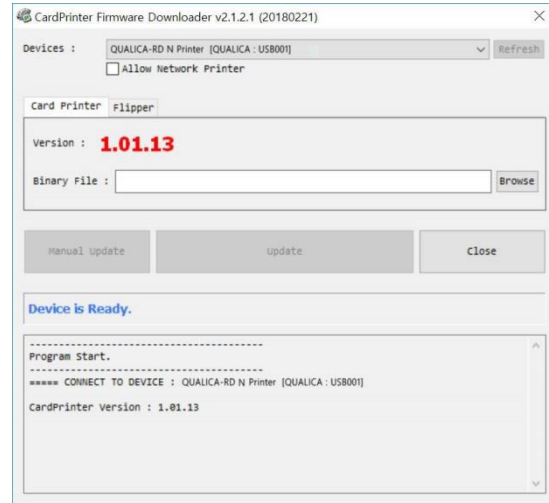 CardPrinter Firmware Downloader v2.1.2.1 (20180221)
Devices : QUALICA-RD N Printer [QUALICA : USB001] Refresh
Allow Network Printer
Card Printer Flipper
Version : 1.01.13
Binary File : Browse
Manual Update Update Close
Device is Ready.
----------------------------------------
Program Start.
----------------------------------------
===== CONNECT TO DEVICE : QUALICA-RD N Printer [QUALICA : USB001]
CardPrinter Version : 1.01.13